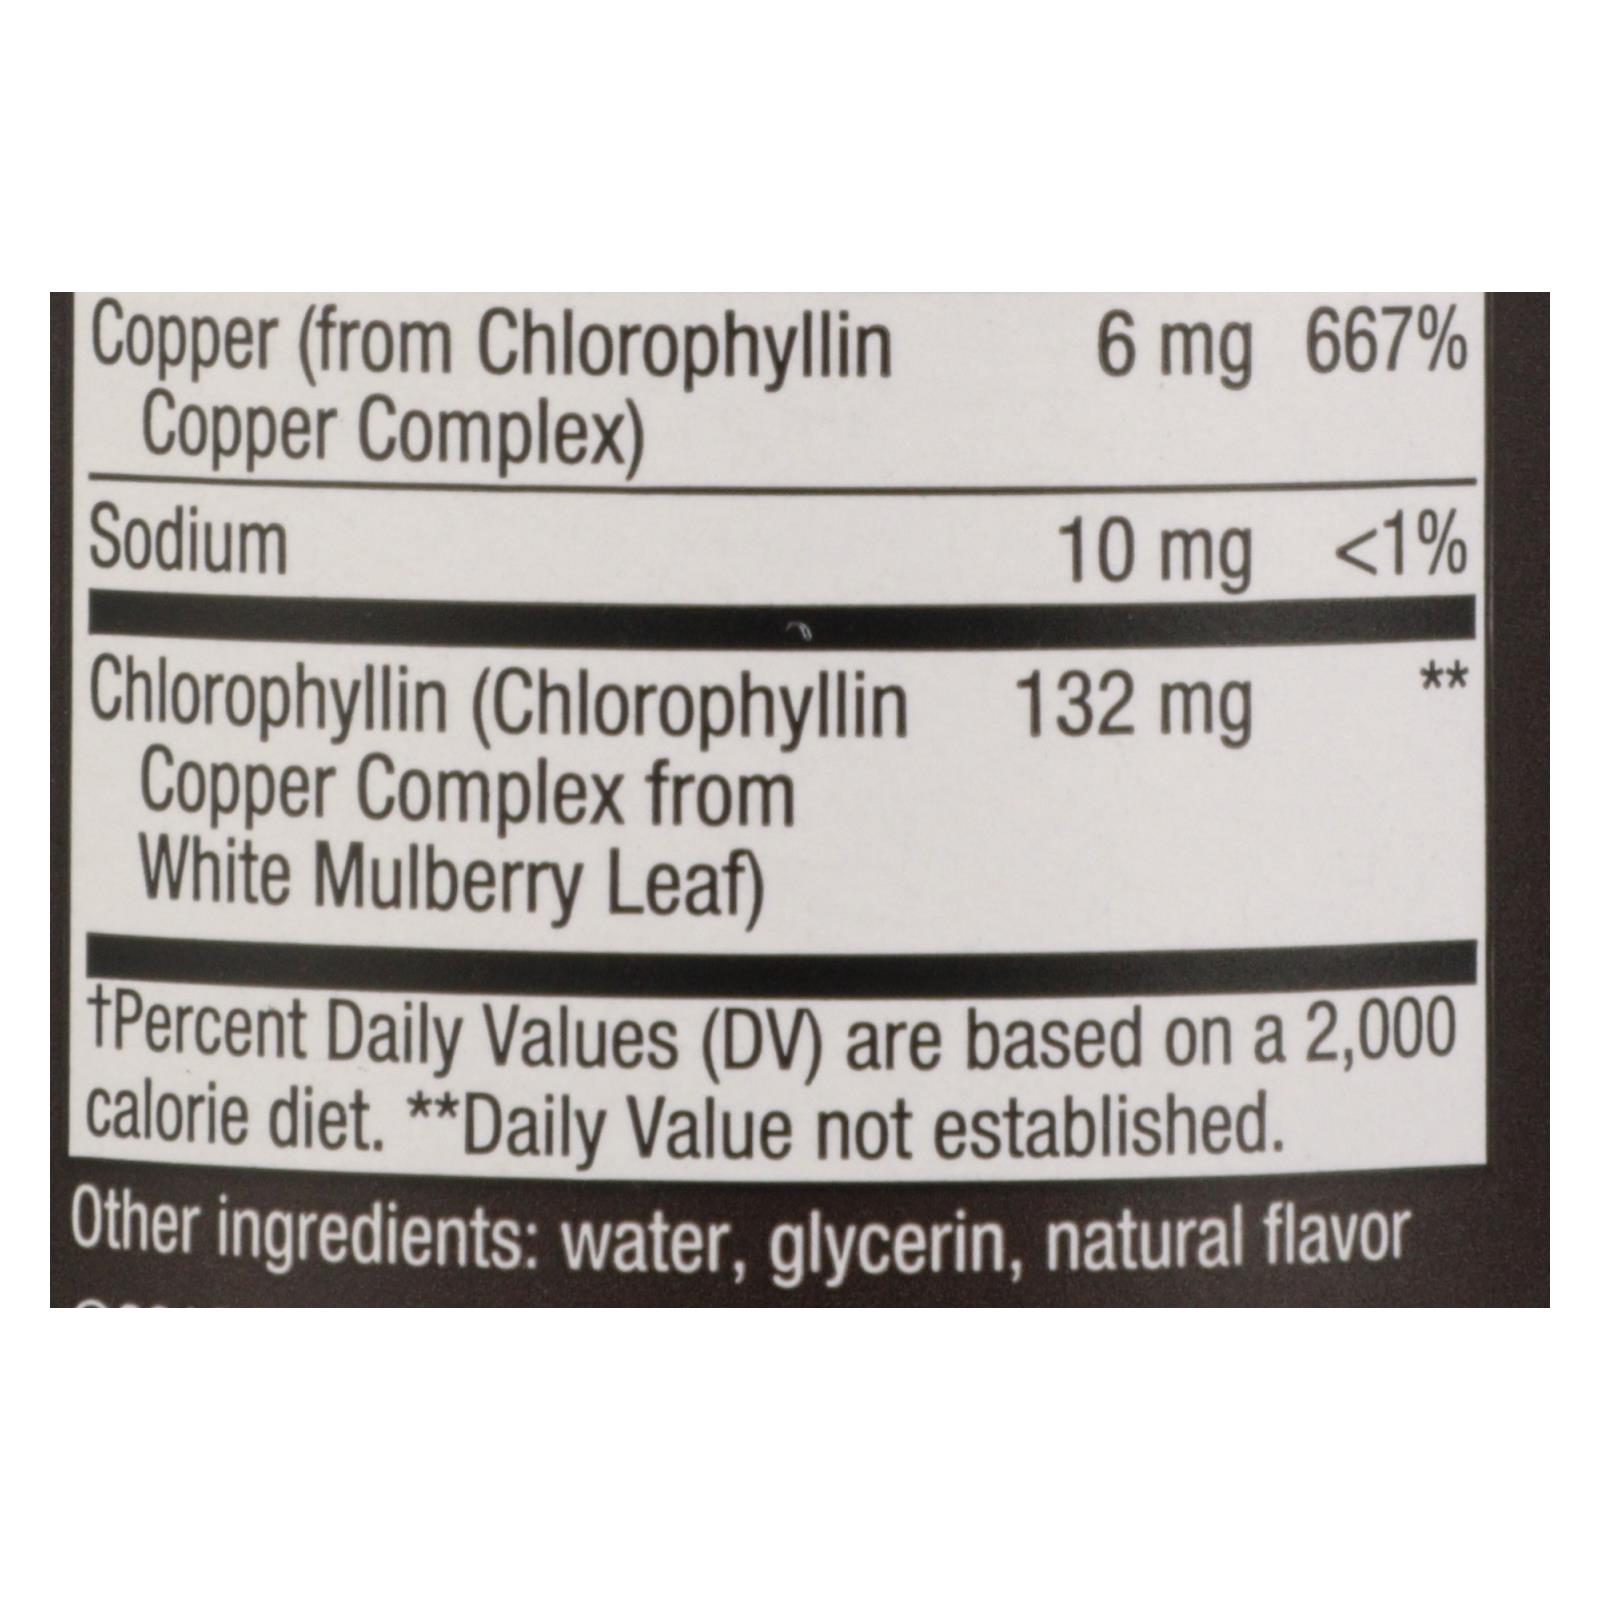 Copper (from Chlorophyllin 6 mg 667%
Copper Complex)
Sodium 10 mg <1%
Chlorophyllin (Chlorophyllin 132 mg **
Copper Complex from
White Mulberry Leaf)
†Percent Daily Values (DV) are based on a 2,000
calorie diet. **Daily Value not established.
Other ingredients: water, glycerin, natural flavor